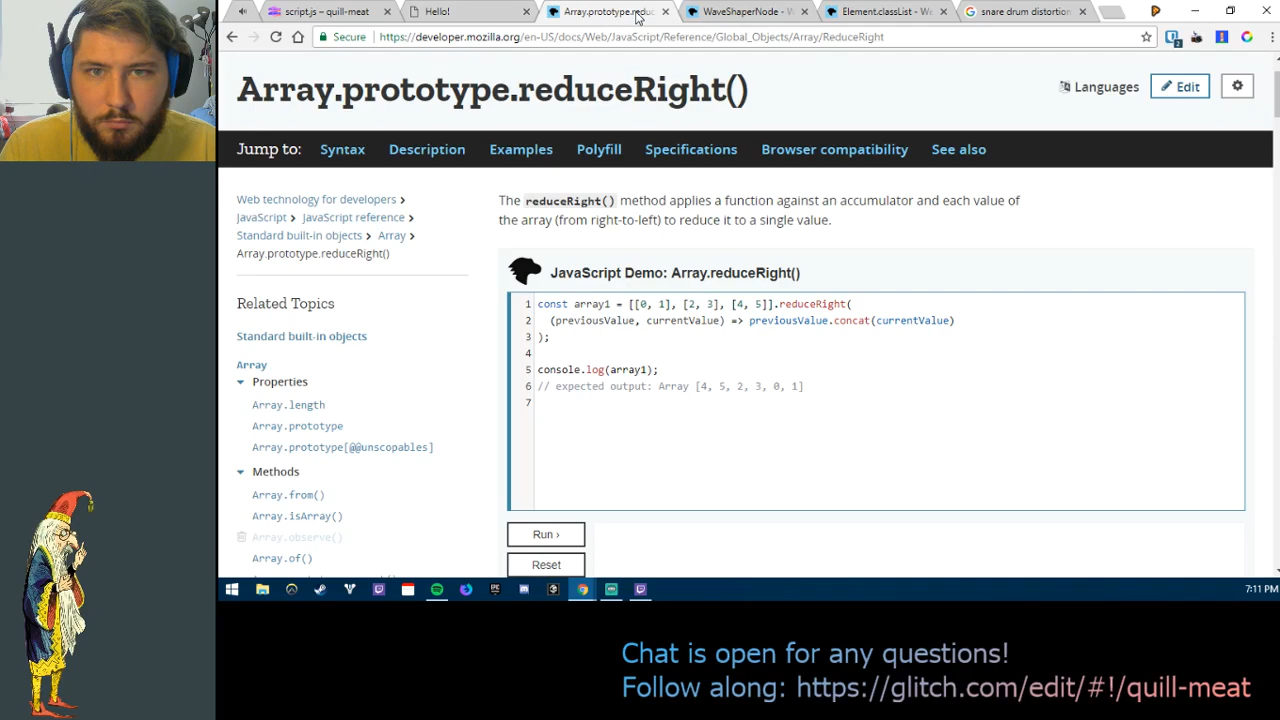 script.js – quill-meat
Hello!
Array.prototype.reduc
WaveShaperNode - W
Element.classList - We
snare drum distortion
Secure
https://developer.mozilla.org/en-US/docs/Web/JavaScript/Reference/Global_Objects/Array/ReduceRight
2
Array.prototype.reduceRight()
Languages
Edit
Jump to:
Syntax
Description
Examples
Polyfill
Specifications
Browser compatibility
See also
Web technology for developers
JavaScript
JavaScript reference
Standard built-in objects
Array
Array.prototype.reduceRight()
Related Topics
Standard built-in objects
Array
Properties
Array.length
Array.prototype
Array.prototype[@@unscopables]
Methods
Array.from()
Array.isArray()
Array.observe()
Array.of()
The reduceRight() method applies a function against an accumulator and each value of
the array (from right-to-left) to reduce it to a single value.
JavaScript Demo: Array.reduceRight()
1 const array1 = [[0, 1], [2, 3], [4, 5]].reduceRight(
2 (previousValue, currentValue) => previousValue.concat(currentValue)
3 );
4
5 console.log(array1);
6 // expected output: Array [4, 5, 2, 3, 0, 1]
7
Run ›
Reset
7:11 PM
Chat is open for any questions!
Follow along: https://glitch.com/edit/#!/quill-meat